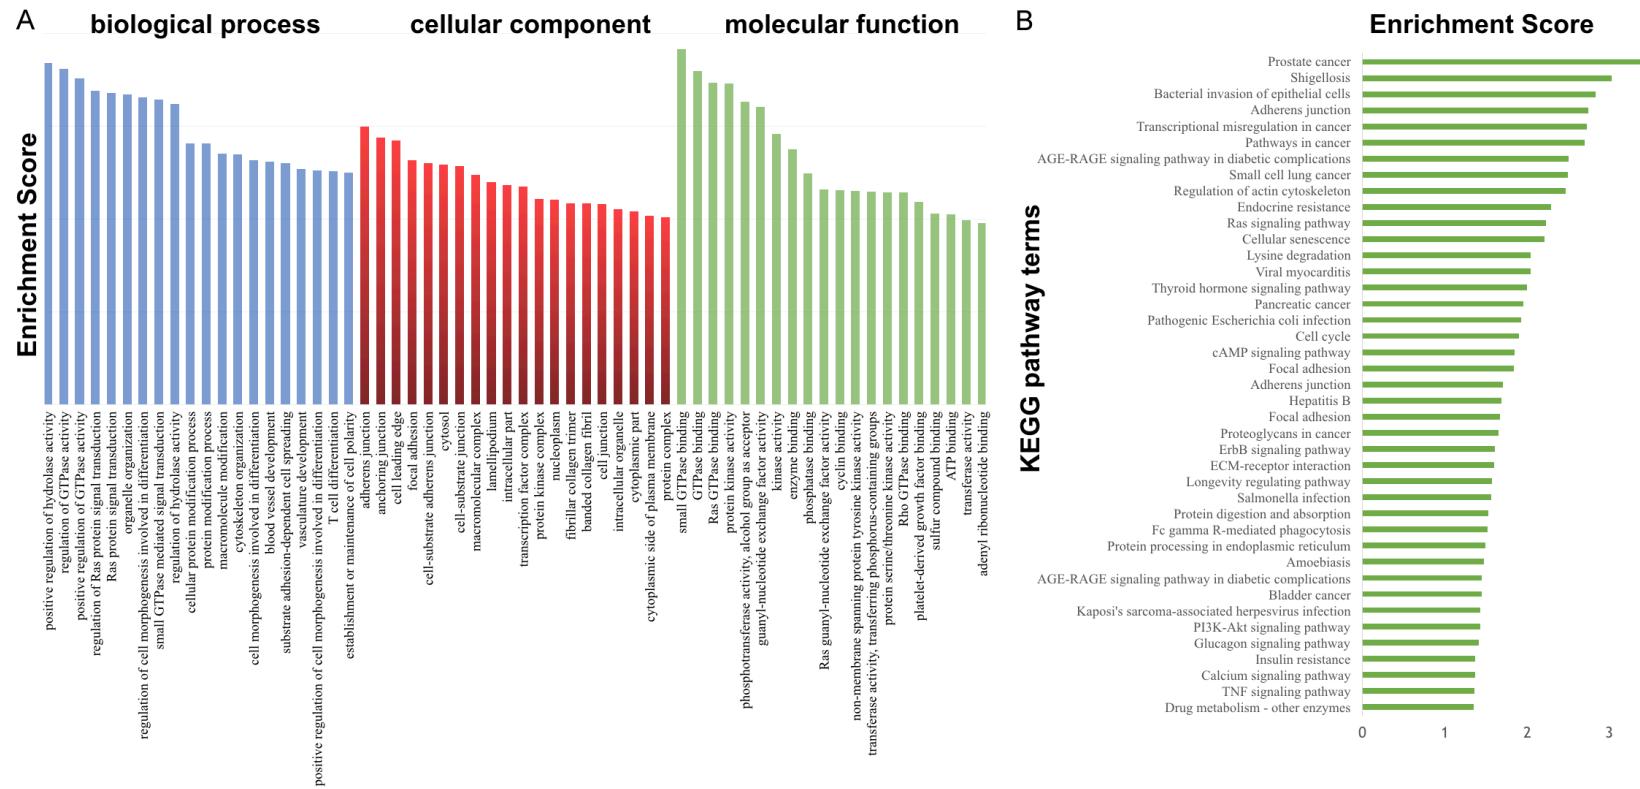 A
biological process
cellular component
molecular function
Enrichment Score
positive regulation of hydrolase activity
regulation of GTPase activity
positive regulation of GTPase activity
regulation of Ras protein signal transduction
Ras protein signal transduction
organelle organization
regulation of cell morphogenesis involved in differentiation
small GTPase mediated signal transduction
regulation of hydrolase activity
cellular protein modification process
protein modification process
macromolecule modification
cytoskeleton organization
cell morphogenesis involved in differentiation
blood vessel development
substrate adhesion-dependent cell spreading
vasculature development
positive regulation of cell morphogenesis involved in differentiation
T cell differentiation
establishment or maintenance of cell polarity
adherens junction
anchoring junction
cell leading edge
focal adhesion
cell-substrate adherens junction
cytosol
cell-substrate junction
macromolecular complex
lamellipodium
intracellular part
transcription factor complex
protein kinase complex
nucleoplasm
fibrillar collagen trimer
banded collagen fibril
cell junction
intracellular organelle
cytoplasmic part
cytoplasmic side of plasma membrane
protein complex
small GTPase binding
GTPase binding
Ras GTPase binding
protein kinase activity
phosphotransferase activity, alcohol group as acceptor
guanyl-nucleotide exchange factor activity
kinase activity
enzyme binding
phosphatase binding
Ras guanyl-nucleotide exchange factor activity
cyclin binding
non-membrane spanning protein tyrosine kinase activity
transferase activity, transferring phosphorus-containing groups
protein serine/threonine kinase activity
Rho GTPase binding
platelet-derived growth factor binding
sulfur compound binding
ATP binding
transferase activity
adenyl ribonucleotide binding
B
Enrichment Score
KEGG pathway terms
Prostate cancer
Shigellosis
Bacterial invasion of epithelial cells
Adherens junction
Transcriptional misregulation in cancer
Pathways in cancer
AGE-RAGE signaling pathway in diabetic complications
Small cell lung cancer
Regulation of actin cytoskeleton
Endocrine resistance
Ras signaling pathway
Cellular senescence
Lysine degradation
Viral myocarditis
Thyroid hormone signaling pathway
Pancreatic cancer
Pathogenic Escherichia coli infection
Cell cycle
cAMP signaling pathway
Focal adhesion
Adherens junction
Hepatitis B
Focal adhesion
Proteoglycans in cancer
ErbB signaling pathway
ECM-receptor interaction
Longevity regulating pathway
Salmonella infection
Protein digestion and absorption
Fc gamma R-mediated phagocytosis
Protein processing in endoplasmic reticulum
Amoebiasis
AGE-RAGE signaling pathway in diabetic complications
Bladder cancer
Kaposi's sarcoma-associated herpesvirus infection
PI3K-Akt signaling pathway
Glucagon signaling pathway
Insulin resistance
Calcium signaling pathway
TNF signaling pathway
Drug metabolism - other enzymes
0 1 2 3